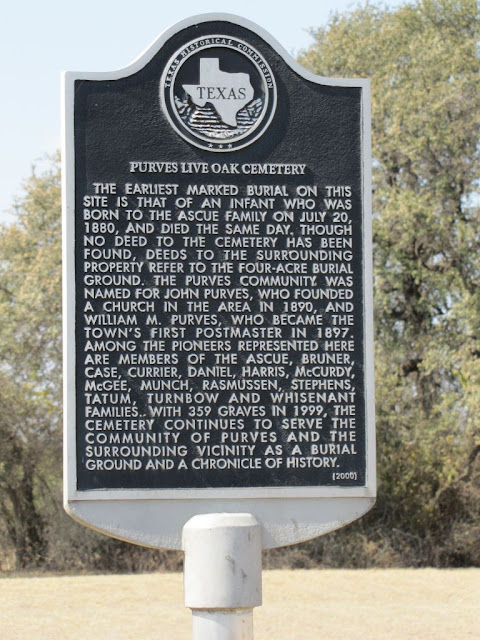 TEXAS HISTORICAL COMMISSION
TEXAS
PURVES LIVE OAK CEMETERY
THE EARLIEST MARKED BURIAL ON THIS
SITE IS THAT OF AN INFANT WHO WAS
BORN TO THE ASCUE FAMILY ON JULY 20,
1880, AND DIED THE SAME DAY. THOUGH
NO DEED TO THE CEMETERY HAS BEEN
FOUND, DEEDS TO THE SURROUNDING
PROPERTY REFER TO THE FOUR-ACRE BURIAL
GROUND. THE PURVES COMMUNITY WAS
NAMED FOR JOHN PURVES, WHO FOUNDED
A CHURCH IN THE AREA IN 1890, AND
WILLIAM M. PURVES, WHO BECAME THE
TOWN'S FIRST POSTMASTER IN 1897.
AMONG THE PIONEERS REPRESENTED HERE
ARE MEMBERS OF THE ASCUE, BRUNER,
CASE, CURRIER, DANIEL, HARRIS, McCURDY,
McGEE, MUNCH, RASMUSSEN, STEPHENS,
TATUM, TURNBOW AND WHISENANT
FAMILIES.. WITH 359 GRAVES IN 1999, THE
CEMETERY CONTINUES TO SERVE THE
COMMUNITY OF PURVES AND THE
SURROUNDING VICINITY AS A BURIAL
GROUND AND A CHRONICLE OF HISTORY.
(2000)